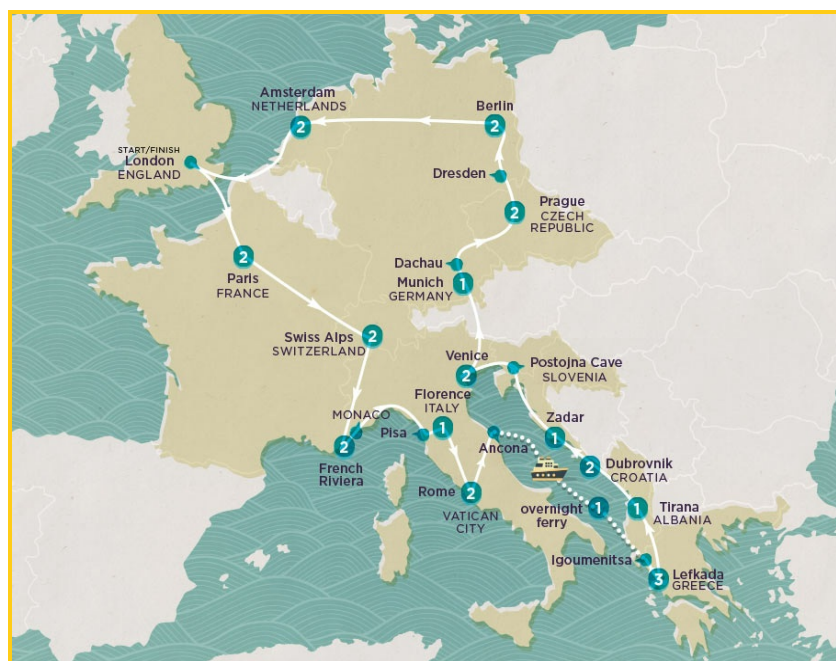 Amsterdam
NETHERLANDS
2
Berlin
2
START/FINISH
London
ENGLAND
Dresden
Prague
CZECH
REPUBLIC
2
2
Paris
FRANCE
Dachau
Munich
GERMANY
1
Swiss Alps
SWITZERLAND
2
Venice
2
Postojna Cave
SLOVENIA
Florence
ITALY
1
MONACO
Pisa
2
French
Riviera
Ancona
Zadar
1
2
Dubrovnik
CROATIA
Rome
2
VATICAN
CITY
overnight
ferry
1
1
Tirana
ALBANIA
Igoumenitsa
3
Lefkada
GREECE